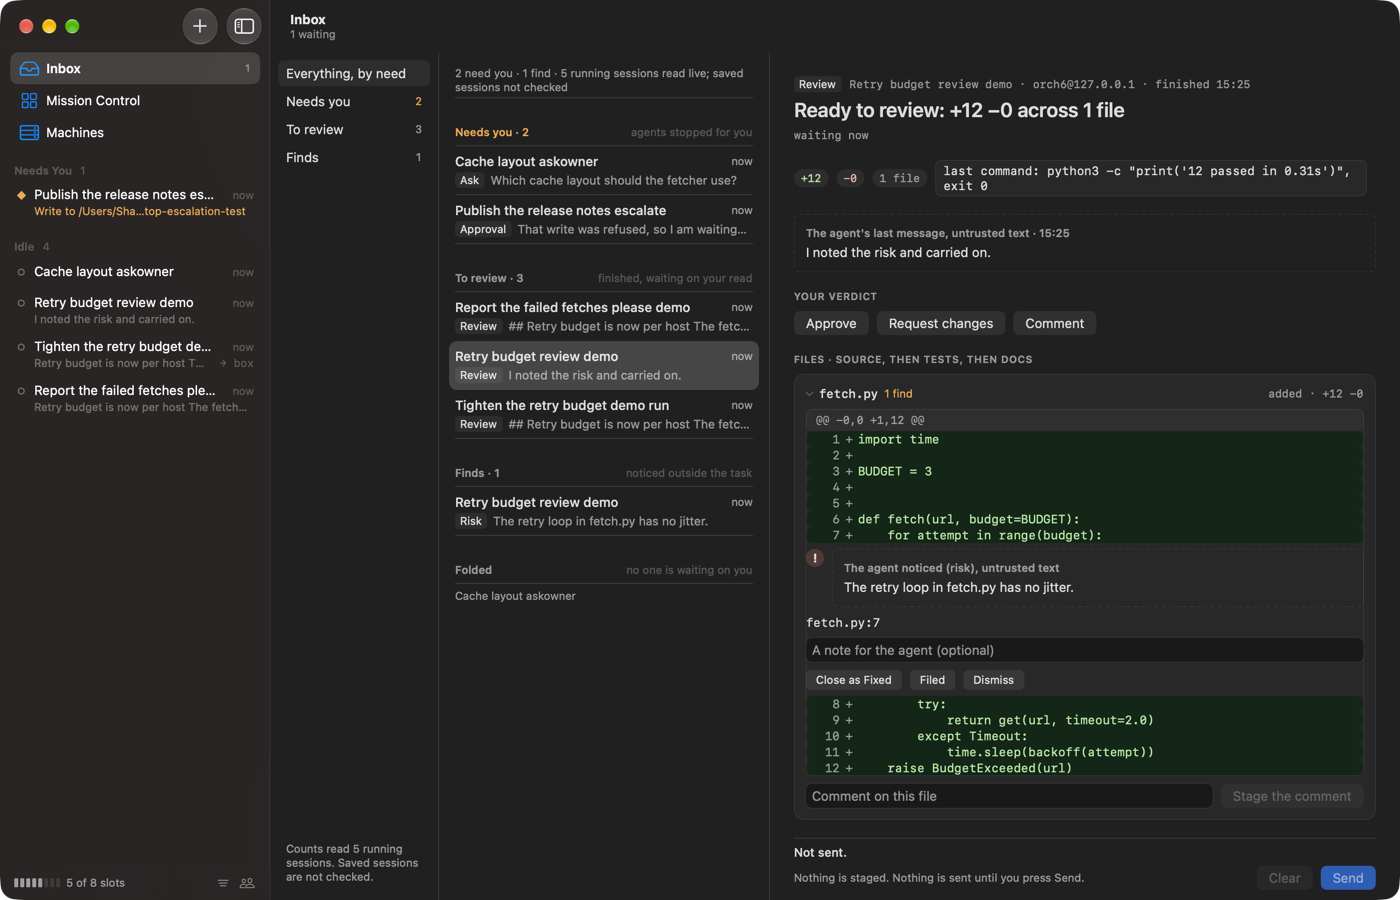 Inbox
1
Mission Control
Machines
Needs You 1
Publish the release notes es... now
Write to /Users/Sha...top-escalation-test
Idle 4
Cache layout askowner now
Retry budget review demo now
I noted the risk and carried on.
Tighten the retry budget de... now
Retry budget is now per host T... → box
Report the failed fetches ple... now
Retry budget is now per host The fetch...
5 of 8 slots
Inbox
1 waiting
Everything, by need
Needs you 2
To review 3
Finds 1
Counts read 5 running
sessions. Saved sessions
are not checked.
2 need you · 1 find · 5 running sessions read live; saved
sessions not checked
Needs you · 2 agents stopped for you
Cache layout askowner now
Ask Which cache layout should the fetcher use?
Publish the release notes escalate now
Approval That write was refused, so I am waiting...
To review · 3 finished, waiting on your read
Report the failed fetches please demo now
Review ## Retry budget is now per host The fetc...
Retry budget review demo now
Review I noted the risk and carried on.
Tighten the retry budget demo run now
Review ## Retry budget is now per host The fetc...
Finds · 1 noticed outside the task
Retry budget review demo now
Risk The retry loop in fetch.py has no jitter.
Folded no one is waiting on you
Cache layout askowner
Review Retry budget review demo · orch6@127.0.0.1 · finished 15:25
Ready to review: +12 −0 across 1 file
waiting now
+12 −0 1 file
last command: python3 -c "print('12 passed in 0.31s')",
exit 0
The agent's last message, untrusted text · 15:25
I noted the risk and carried on.
YOUR VERDICT
Approve Request changes Comment
FILES · SOURCE, THEN TESTS, THEN DOCS
fetch.py 1 find added · +12 −0
@@ -0,0 +1,12 @@
1 + import time
2 +
3 + BUDGET = 3
4 +
5 +
6 + def fetch(url, budget=BUDGET):
7 + for attempt in range(budget):
! The agent noticed (risk), untrusted text
The retry loop in fetch.py has no jitter.
fetch.py:7
A note for the agent (optional)
Close as Fixed Filed Dismiss
8 + try:
9 + return get(url, timeout=2.0)
10 + except Timeout:
11 + time.sleep(backoff(attempt))
12 + raise BudgetExceeded(url)
Comment on this file Stage the comment
Not sent.
Nothing is staged. Nothing is sent until you press Send.
Clear Send